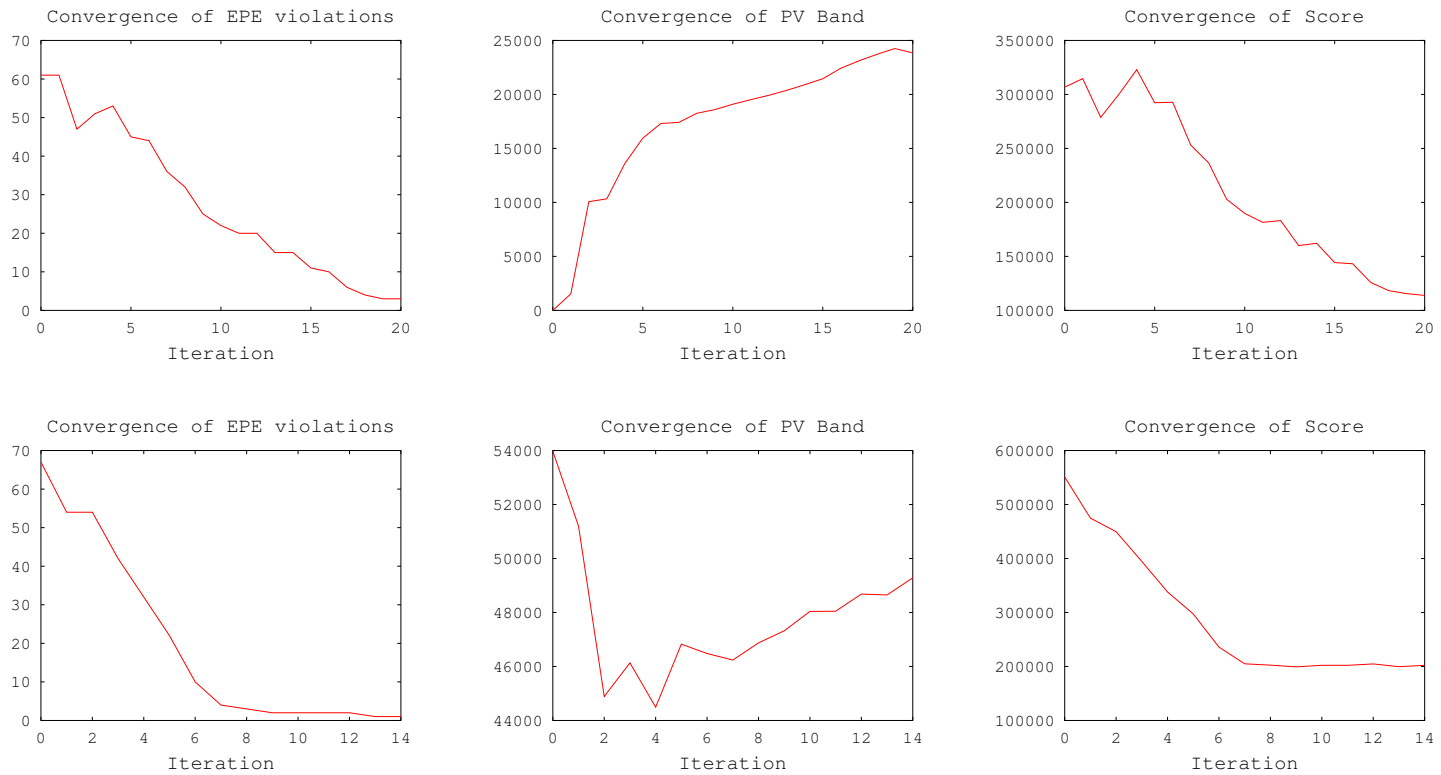 Convergence of EPE violations
70
60
50
40
30
20
10
0
0 5 10 15 20
Iteration
Convergence of PV Band
25000
20000
15000
10000
5000
0
0 5 10 15 20
Iteration
Convergence of Score
350000
300000
250000
200000
150000
100000
0 5 10 15 20
Iteration
Convergence of EPE violations
70
60
50
40
30
20
10
0
0 2 4 6 8 10 12 14
Iteration
Convergence of PV Band
54000
52000
50000
48000
46000
44000
0 2 4 6 8 10 12 14
Iteration
Convergence of Score
600000
500000
400000
300000
200000
100000
0 2 4 6 8 10 12 14
Iteration